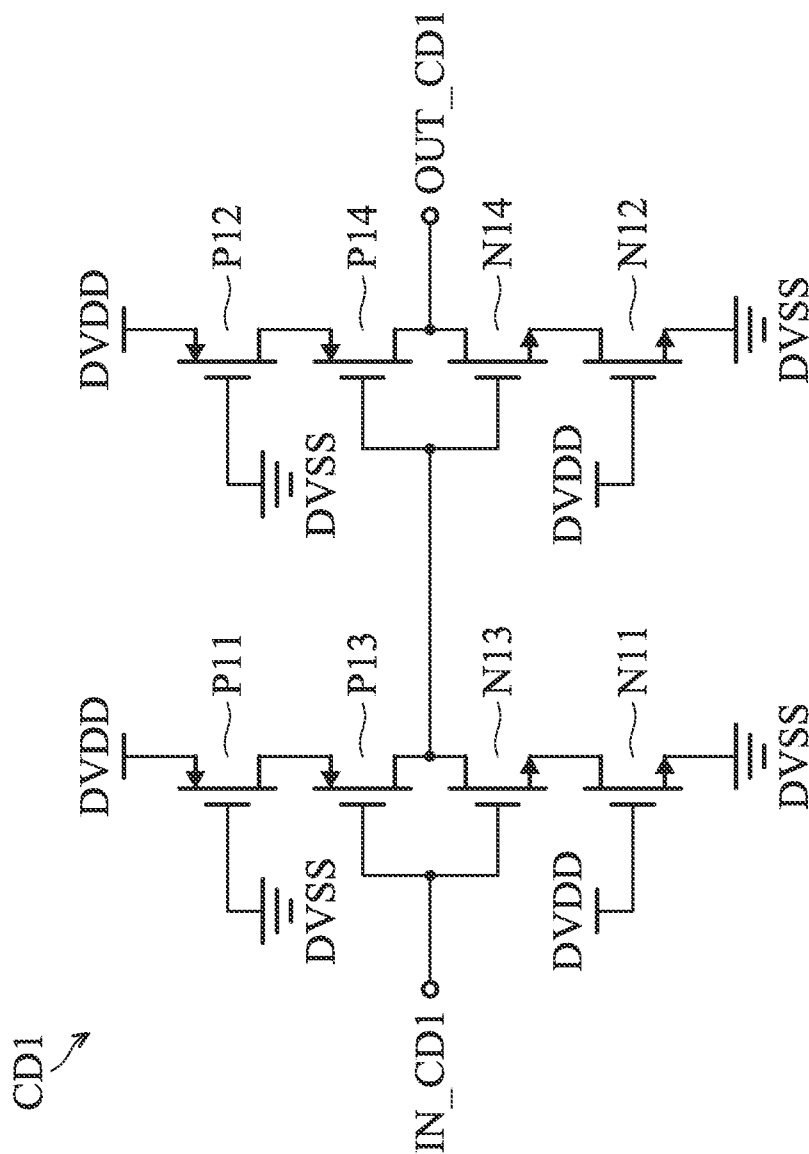 CD1
DVDD
P11
DVSS
P13
IN_CD1
N13
DVDD
N11
DVSS
DVDD
P12
DVSS
P14
OUT_CD1
N14
DVDD
N12
DVSS